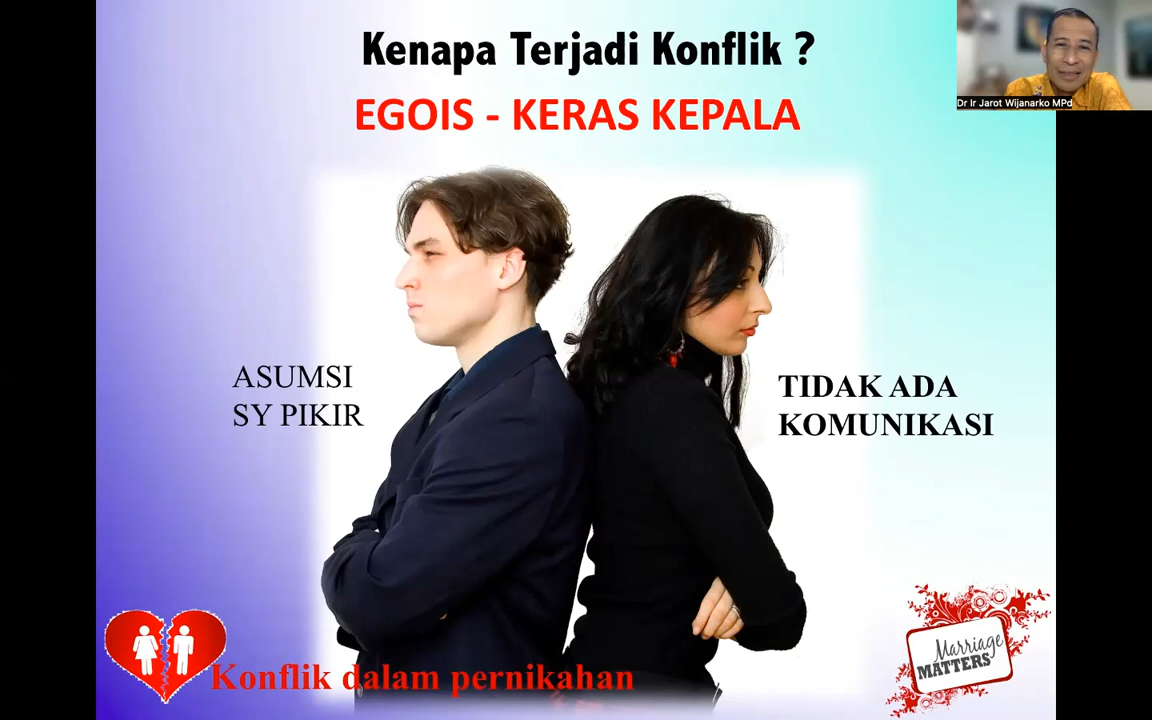 Kenapa Terjadi Konflik ?
EGOIS - KERAS KEPALA
Dr Ir Jarot Wijanarko MPd
ASUMSI
SY PIKIR
TIDAK ADA
KOMUNIKASI
Konflik dalam pernikahan
Marriage
MATTERS